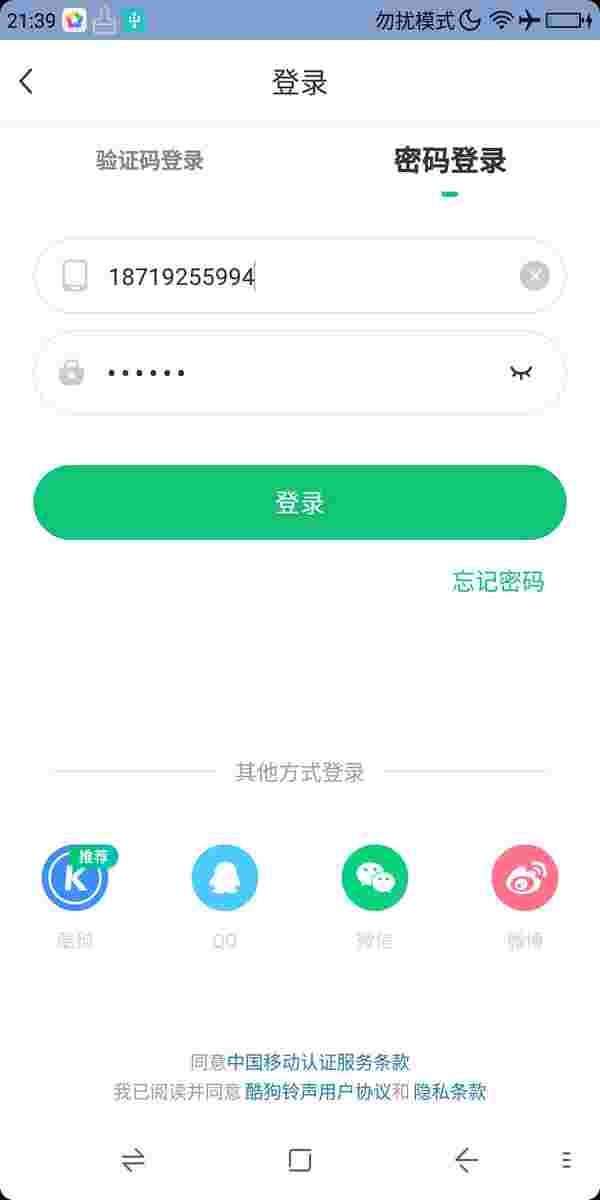 21:39 勿扰模式
登录
验证码登录 密码登录
18719255994
••••••
登录
忘记密码
其他方式登录
推荐
酷狗 QQ 微信 微博
同意中国移动认证服务条款
我已阅读并同意 酷狗铃声用户协议和 隐私条款